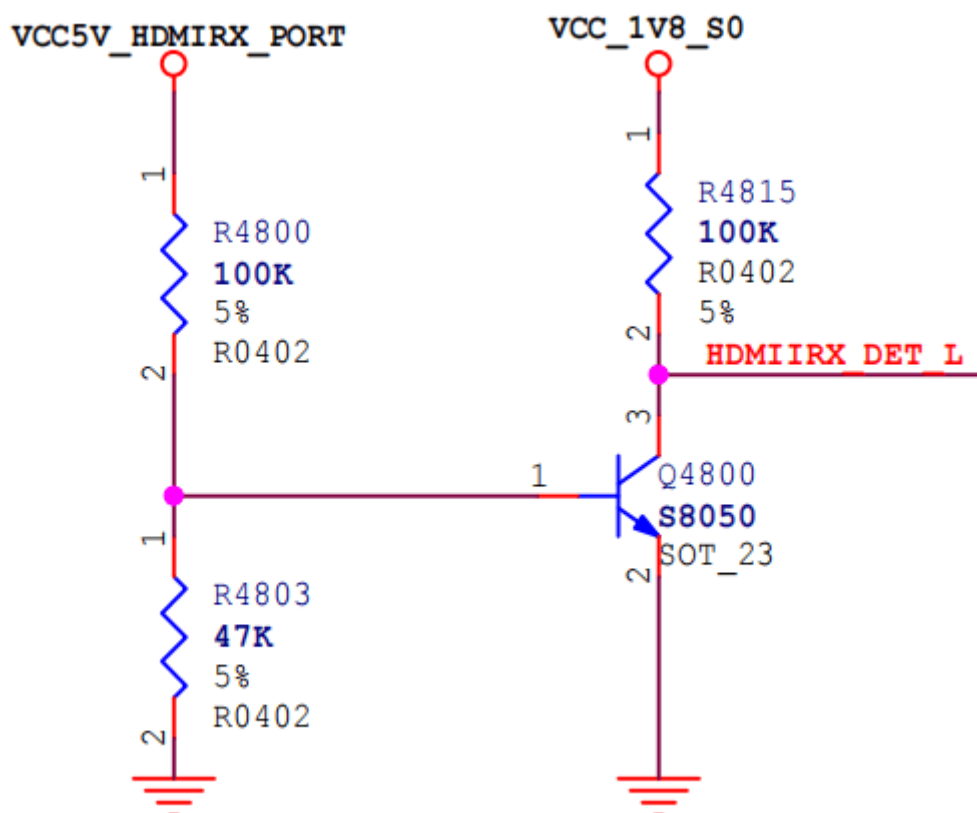 VCC5V_HDMIRX_PORT
1
R4800
100K
5%
R0402
2
1
R4803
47K
5%
R0402
2
VCC_1V8_S0
1
R4815
100K
R0402
5%
2
HDMIIRX_DET_L
3
1
Q4800
S8050
SOT_23
2